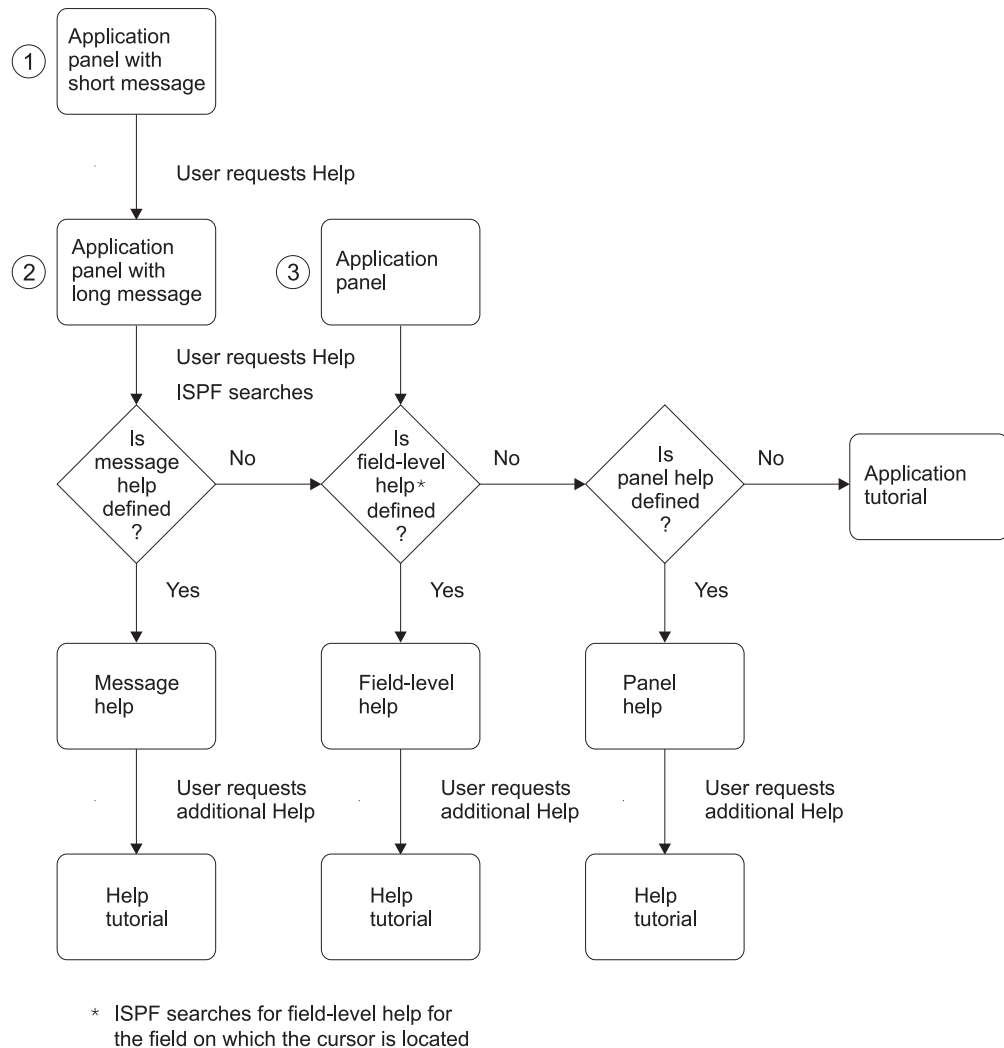 1
Application
panel with
short message
User requests Help
2
Application
panel with
long message
3
Application
panel
User requests Help
ISPF searches
Is
message
help
defined
?
No
Is
field-level
help*
defined
?
No
Is
panel help
defined
?
No
Application
tutorial
Yes
Yes
Yes
Message
help
Field-level
help
Panel
help
User requests
additional Help
User requests
additional Help
User requests
additional Help
Help
tutorial
Help
tutorial
Help
tutorial
* ISPF searches for field-level help for
the field on which the cursor is located